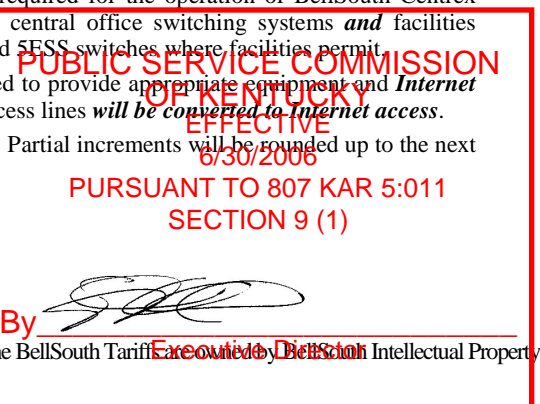 required for the operation of BellSouth Centrex
central office switching systems and facilities
d 5ESS switches where facilities permit.
PUBLIC SERVICE COMMISSION
ed to provide appropriate equipment and Internet
OF KENTUCKY
cess lines will be converted to Internet access.
EFFECTIVE
Partial increments will be rounded up to the next
6/30/2006
PURSUANT TO 807 KAR 5:011
SECTION 9 (1)
By
e BellSouth Tariffs are owned by BellSouth Intellectual Property
Executive Director